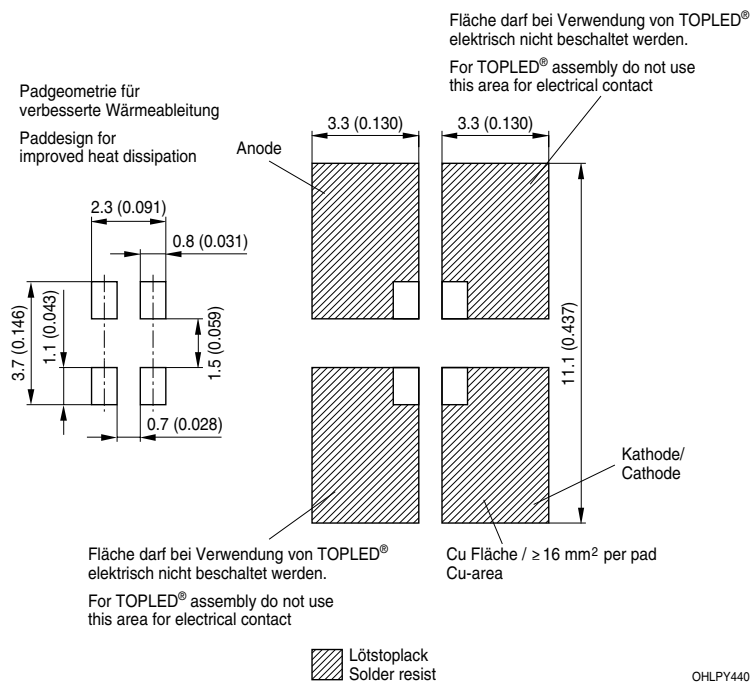 Fläche darf bei Verwendung von TOPLED®
elektrisch nicht beschaltet werden.
For TOPLED® assembly do not use
this area for electrical contact
Padgeometrie für
verbesserte Wärmeableitung
Paddesign for
improved heat dissipation
Anode
3.3 (0.130)
3.3 (0.130)
2.3 (0.091)
0.8 (0.031)
3.7 (0.146)
1.1 (0.043)
1.5 (0.059)
0.7 (0.028)
11.1 (0.437)
Kathode/
Cathode
Fläche darf bei Verwendung von TOPLED®
elektrisch nicht beschaltet werden.
For TOPLED® assembly do not use
this area for electrical contact
Cu Fläche / ≥ 16 mm² per pad
Cu-area
Lötstoplack
Solder resist
OHLPY440